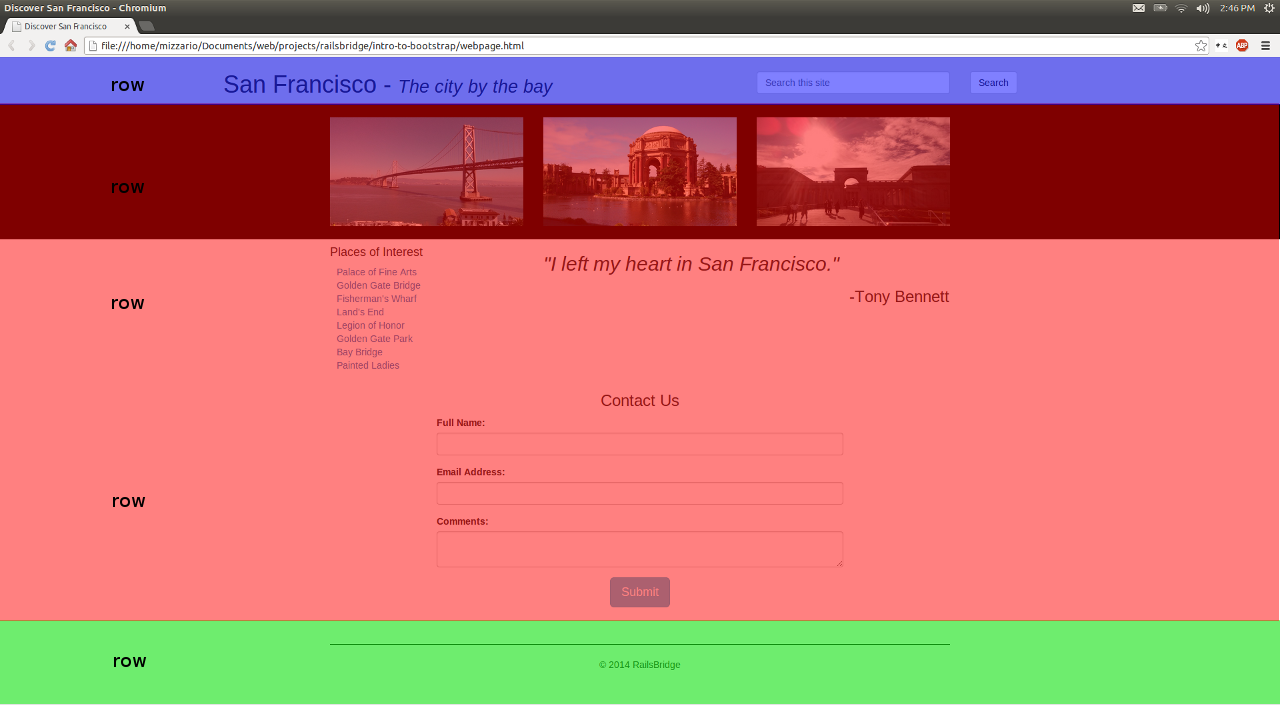 Discover San Francisco - Chromium
2:46 PM
Discover San Francisco
file:///home/mizzario/Documents/web/projects/railsbridge/intro-to-bootstrap/webpage.html
ABP
row
San Francisco - The city by the bay
Search this site
Search
row
row
Places of Interest
Palace of Fine Arts
Golden Gate Bridge
Fisherman's Wharf
Land's End
Legion of Honor
Golden Gate Park
Bay Bridge
Painted Ladies
"I left my heart in San Francisco."
-Tony Bennett
row
Contact Us
Full Name:
Email Address:
Comments:
Submit
row
© 2014 RailsBridge